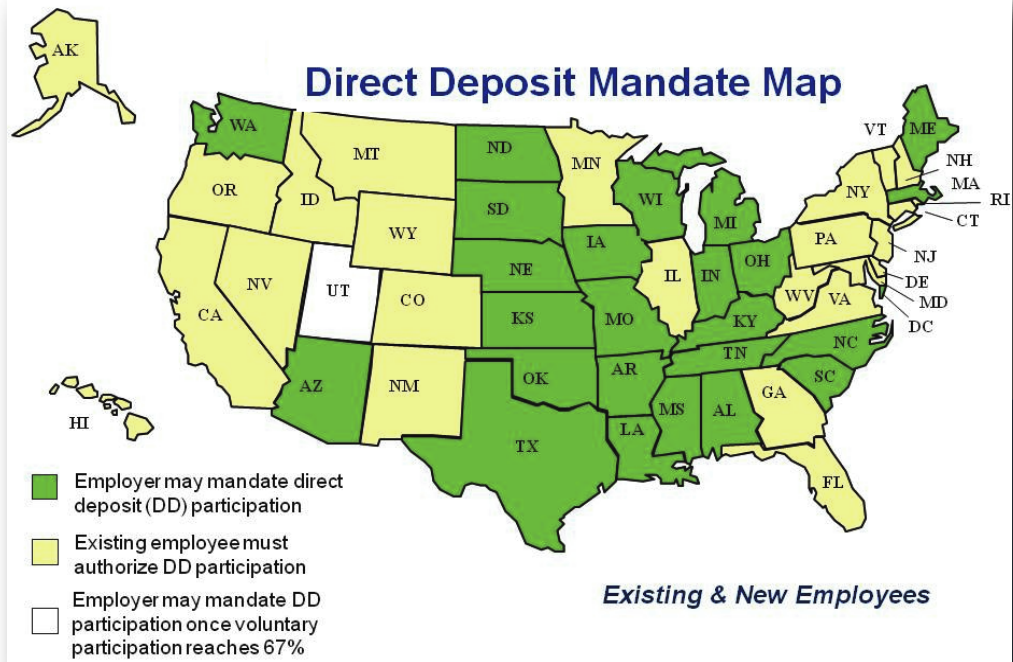 AK
Direct Deposit Mandate Map
WA
MT
ND
MN
VT
ME
NH
MA
RI
CT
OR
ID
SD
WI
MI
NY
WY
IA
PA
NJ
NE
IL
IN
OH
DE
MD
DC
NV
UT
CO
CA
KS
MO
KY
WV
VA
AZ
NM
OK
AR
TN
NC
SC
MS
AL
GA
HI
TX
LA
FL
Employer may mandate direct
deposit (DD) participation
Existing employee must
authorize DD participation
Employer may mandate DD
participation once voluntary
participation reaches 67%
Existing & New Employees